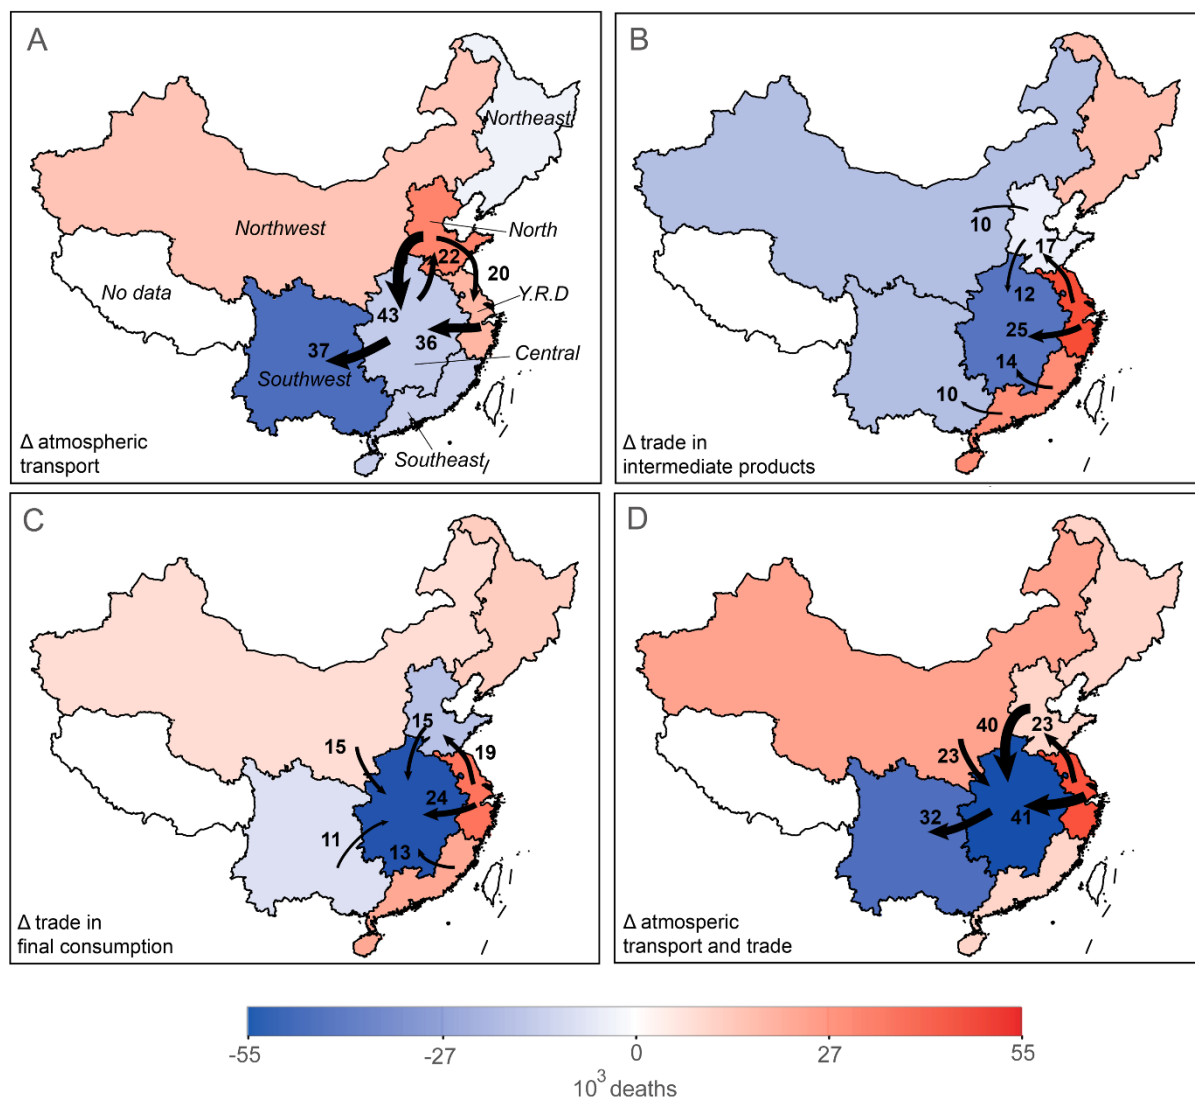 A
Northeast
Northwest
North
22
20
No data
Y.R.D
43
36
37
Central
Southwest
Southeast
Δ atmospheric
transport
B
10
17
12
25
14
10
Δ trade in
intermediate products
C
15
15
19
24
11
13
Δ trade in
final consumption
D
40
23
23
32
41
Δ atmosperic
transport and trade
-55
-27
0
27
55
10³ deaths